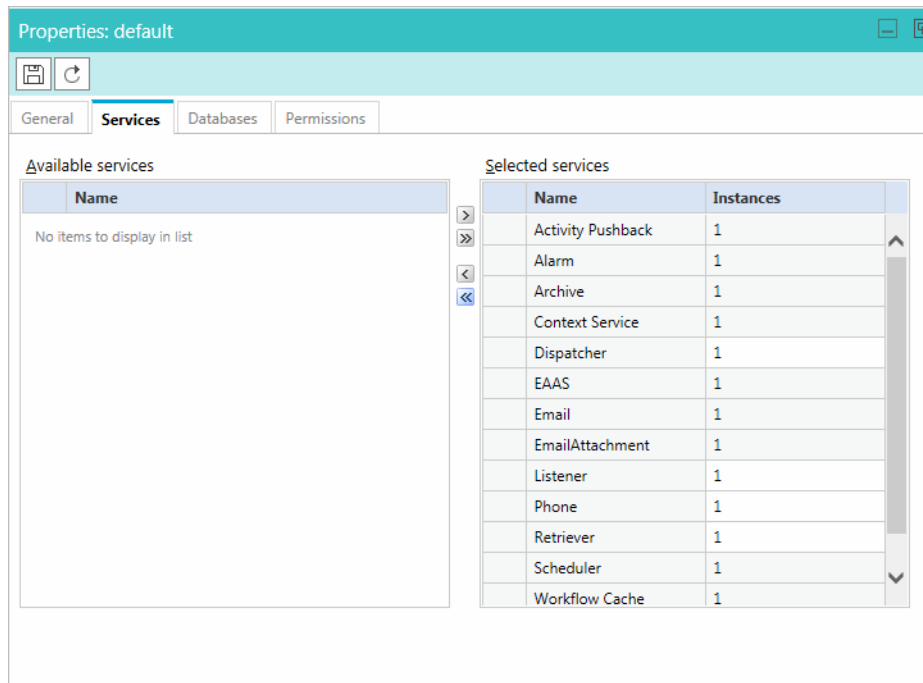 Properties: default
General Services Databases Permissions
Available services
Name
No items to display in list
Selected services
Name Instances
Activity Pushback 1
Alarm 1
Archive 1
Context Service 1
Dispatcher 1
EAAS 1
Email 1
EmailAttachment 1
Listener 1
Phone 1
Retriever 1
Scheduler 1
Workflow Cache 1